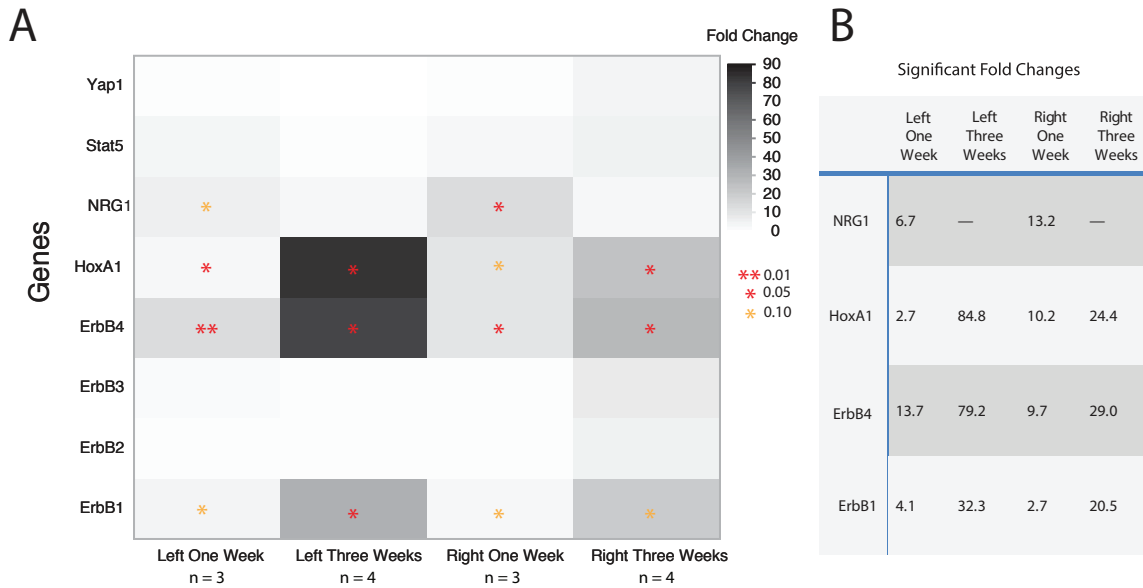 A
Fold Change
90
80
70
60
50
40
30
20
10
0
** 0.01
* 0.05
* 0.10
Genes
Yap1
Stat5
NRG1 * *
HoxA1 * * * *
ErbB4 ** * * *
ErbB3
ErbB2
ErbB1 * * * *
Left One Week Left Three Weeks Right One Week Right Three Weeks
n = 3 n = 4 n = 3 n = 4
B
Significant Fold Changes
Left Left Right Right
One Three One Three
Week Weeks Week Weeks
NRG1 6.7 — 13.2 —
HoxA1 2.7 84.8 10.2 24.4
ErbB4 13.7 79.2 9.7 29.0
ErbB1 4.1 32.3 2.7 20.5